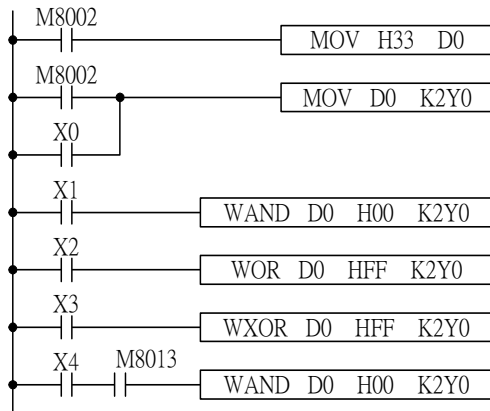 M8002
MOV H33 D0
M8002
MOV D0 K2Y0
X0
X1
WAND D0 H00 K2Y0
X2
WOR D0 HFF K2Y0
X3
WXOR D0 HFF K2Y0
X4 M8013
WAND D0 H00 K2Y0